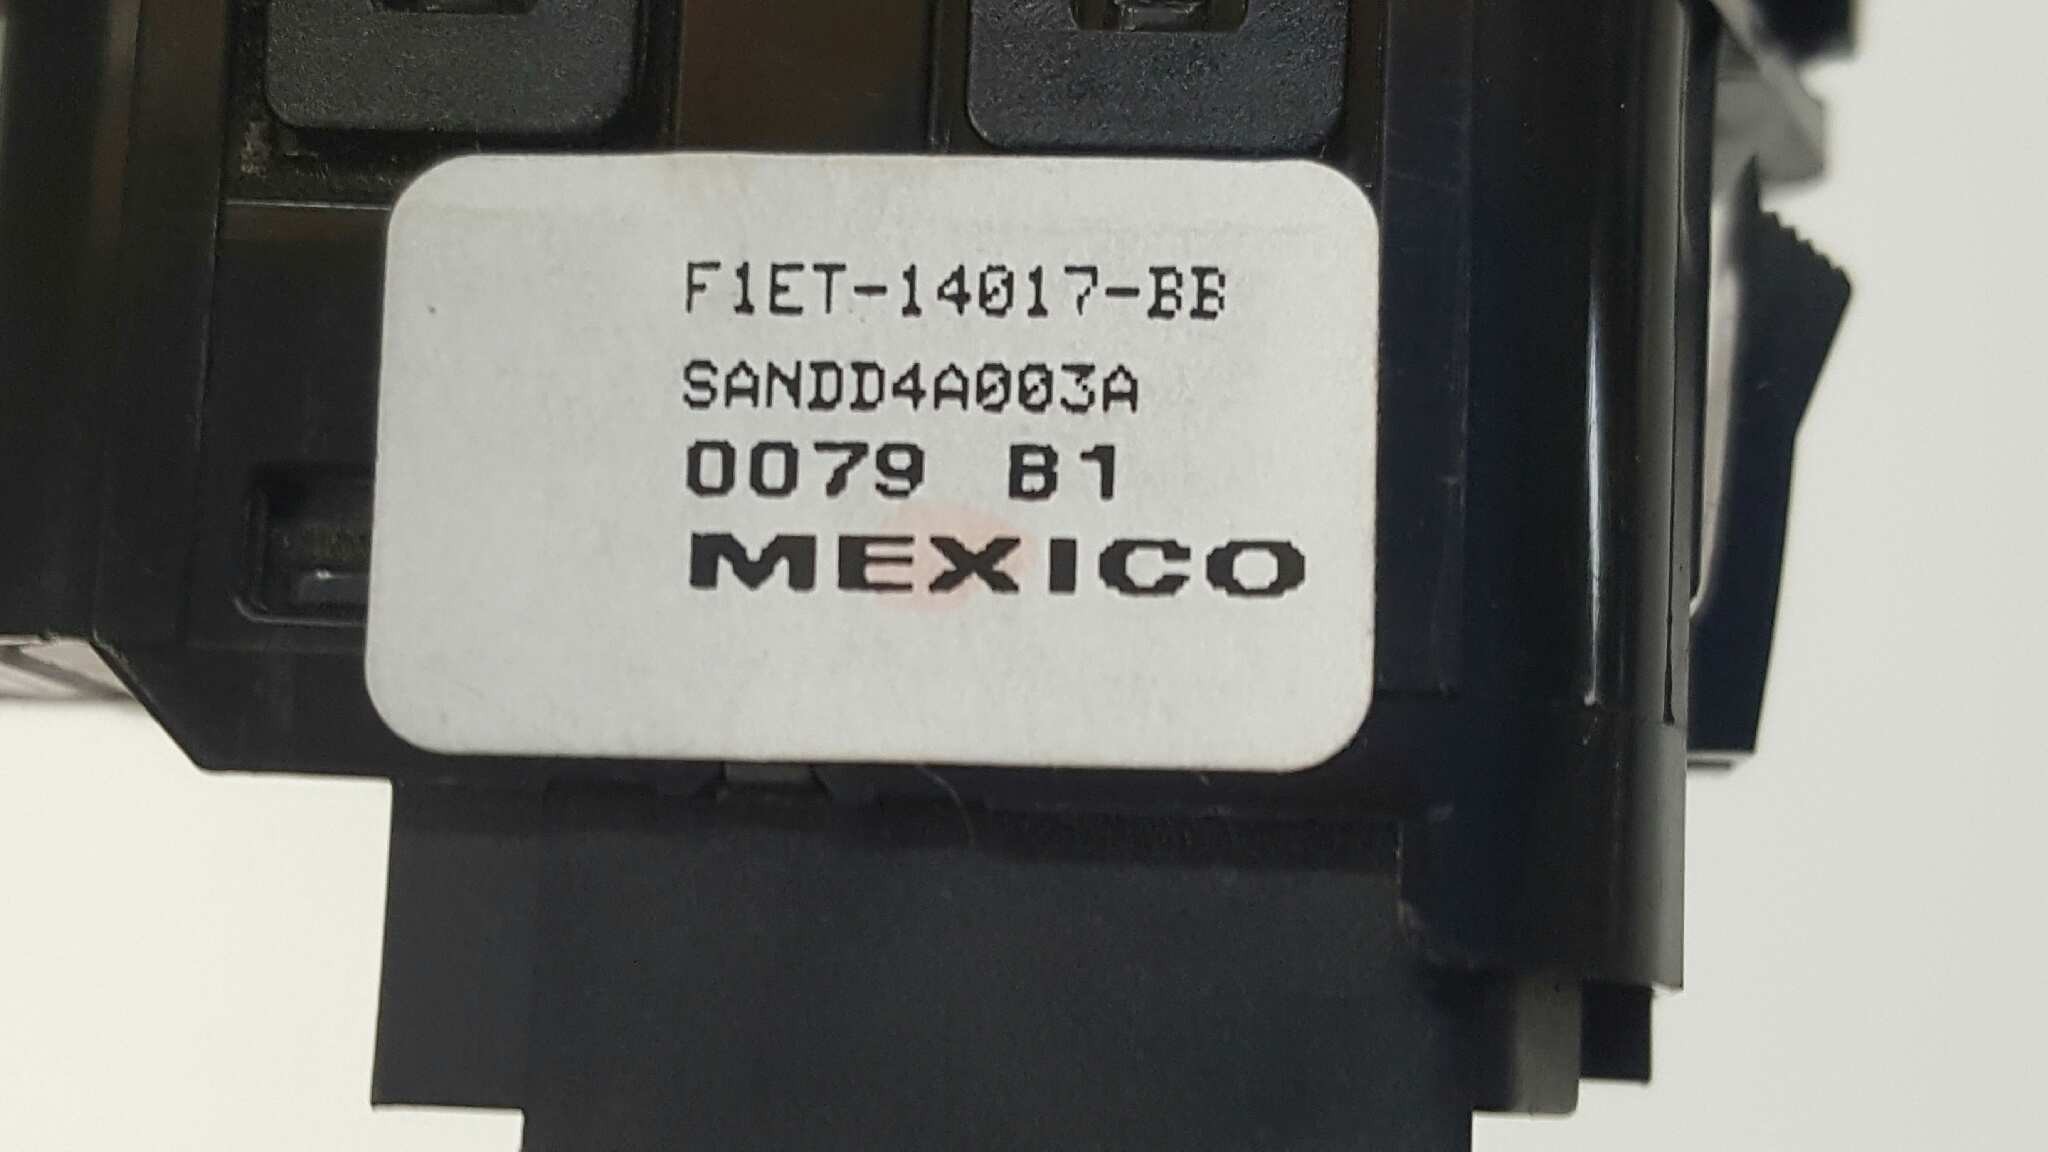 F1ET-14017-BB
SANDD4A003A
0079 B1
MEXICO